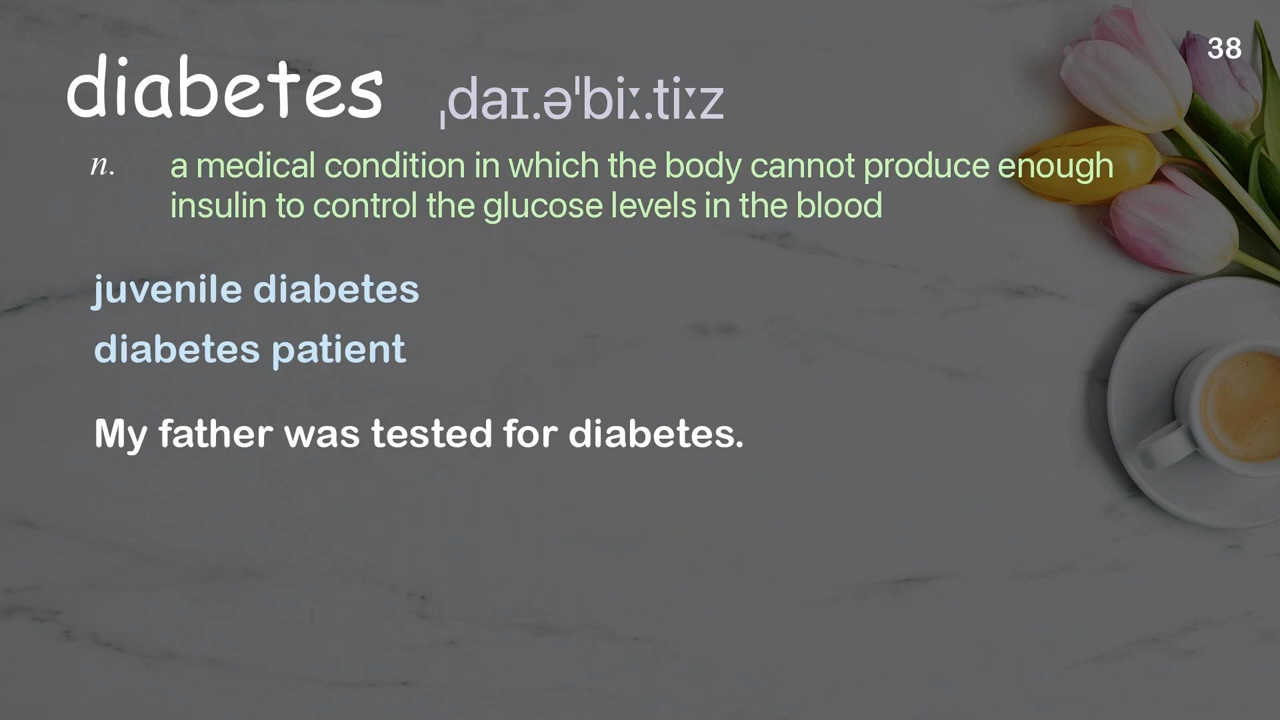 38
diabetes ˌdaɪ.əˈbiː.tiːz
n. a medical condition in which the body cannot produce enough
insulin to control the glucose levels in the blood
juvenile diabetes
diabetes patient
My father was tested for diabetes.